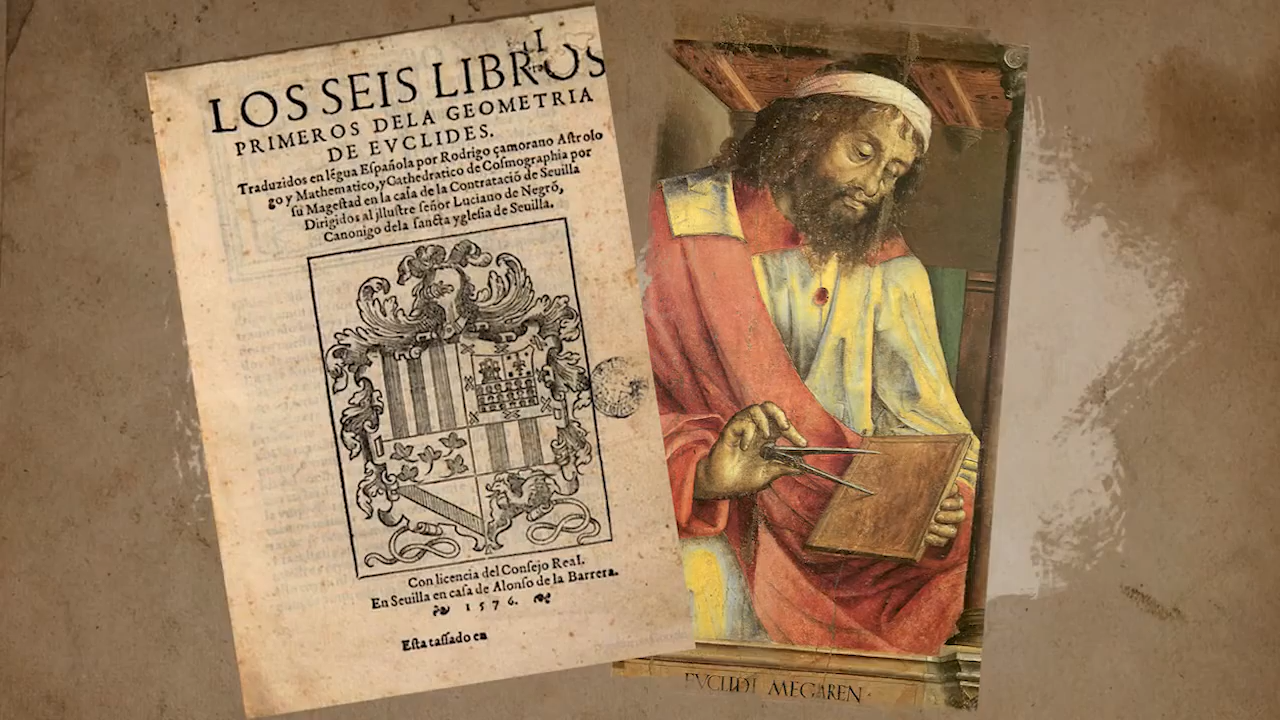 LOS SEIS LIBROS
PRIMEROS DELA GEOMETRIA
DE EVCLIDES.
Traduzidos en lẽgua Española por Rodrigo çamorano Aſtrolo
go y Mathematico, y Cathedratico de Coſmographia por
ſu Mageſtad en la caſa de la Contratació de Seuilla
Dirigidos al jlluſtre ſeñor Luciano de Negró,
Canonigo dela ſancta ygleſia de Seuilla.
Con licencia del Conſejo Real.
En Seuilla en caſa de Alonſo de la Barrera.
1576.
Eſta taſſado en
EVCLIDI MEGAREN